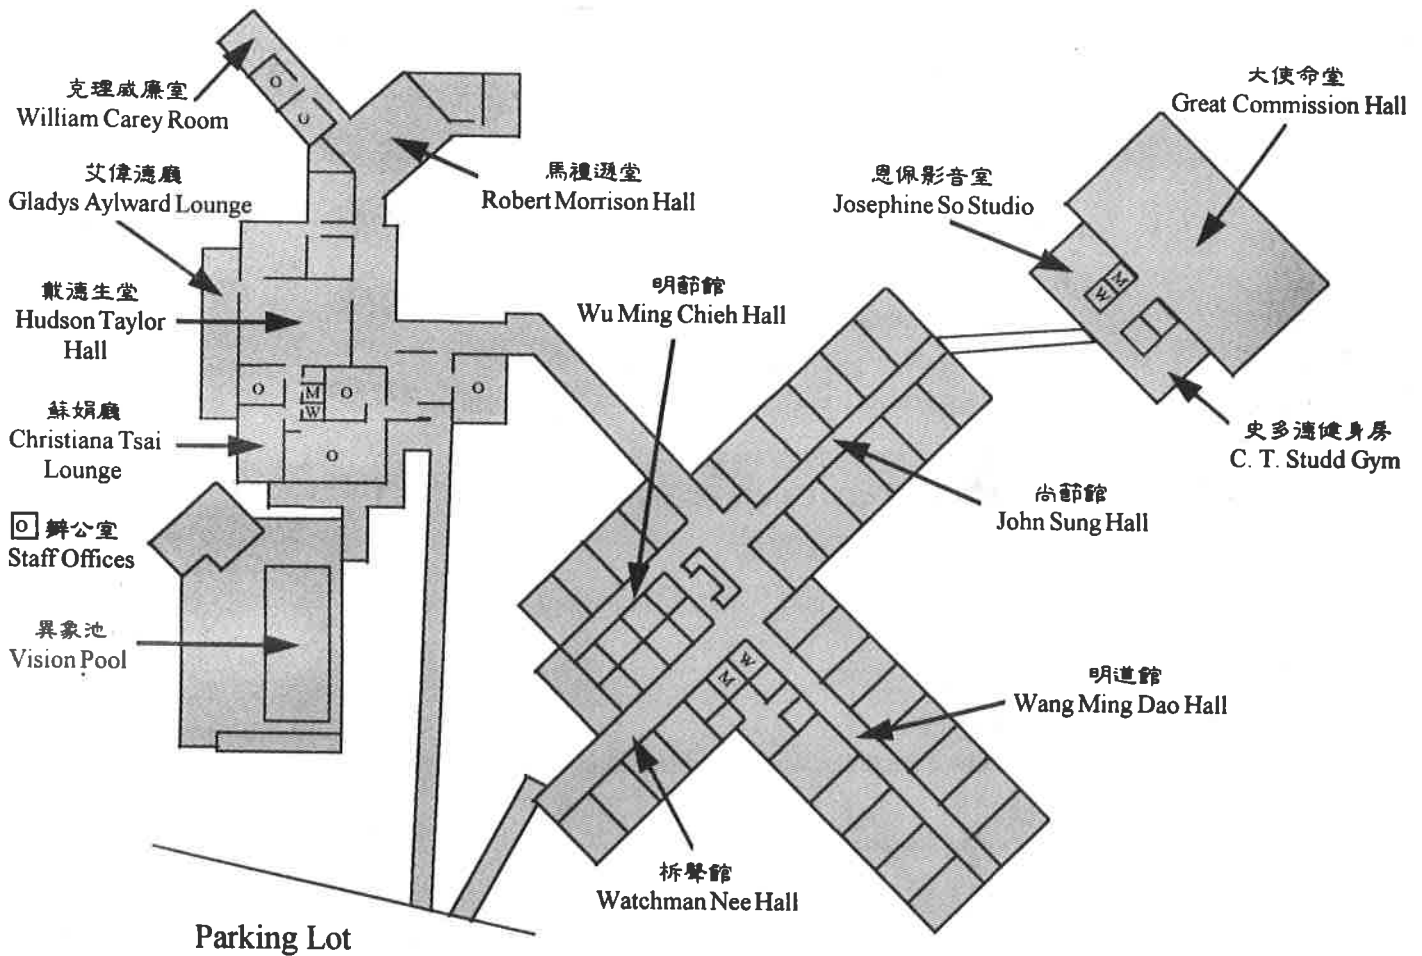 克理威廉室
William Carey Room
艾偉德廳
Gladys Aylward Lounge
戴德生堂
Hudson Taylor
Hall
蘇娟廳
Christiana Tsai
Lounge
O 辦公室
Staff Offices
異象池
Vision Pool
Parking Lot
馬禮遜堂
Robert Morrison Hall
明節館
Wu Ming Chieh Hall
恩佩影音室
Josephine So Studio
大使命堂
Great Commission Hall
史多德健身房
C. T. Studd Gym
尚節館
John Sung Hall
明道館
Wang Ming Dao Hall
柝聲館
Watchman Nee Hall
O
O
O
M
O
O
W
O
M
W
W
M